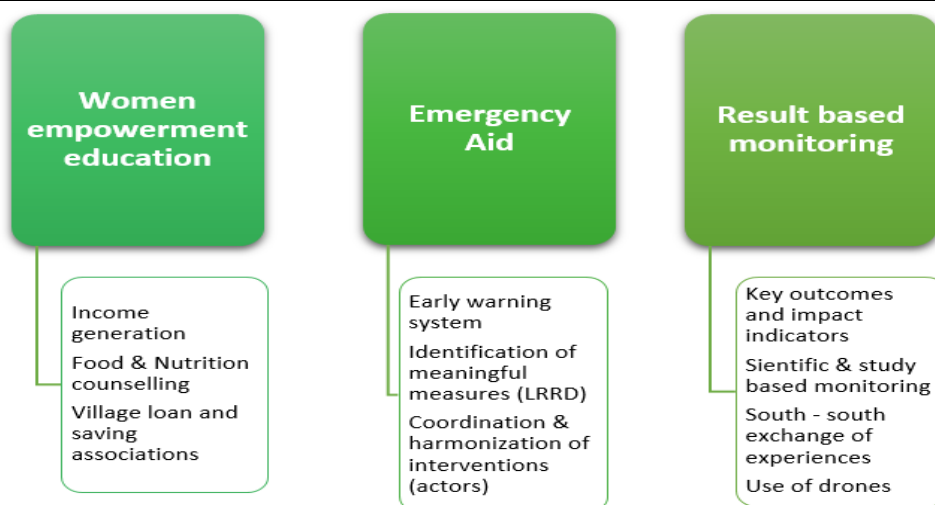 Women
empowerment
education
Income
generation
Food & Nutrition
counselling
Village loan and
saving
associations
Emergency
Aid
Early warning
system
Identification of
meaningful
measures (LRRD)
Coordination &
harmonization of
interventions
(actors)
Result based
monitoring
Key outcomes
and impact
indicators
Sientific & study
based monitoring
South - south
exchange of
experiences
Use of drones